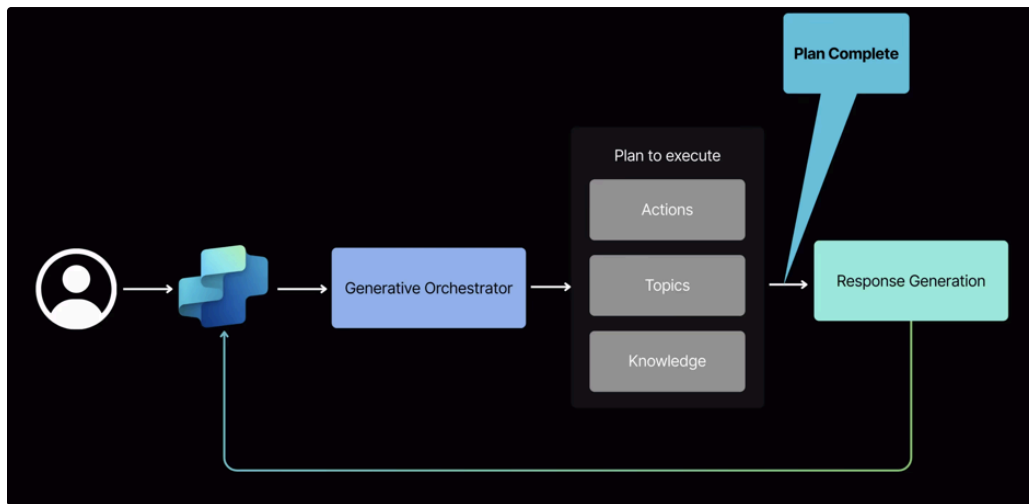 Plan Complete
Plan to execute
Actions
Generative Orchestrator
Topics
Response Generation
Knowledge